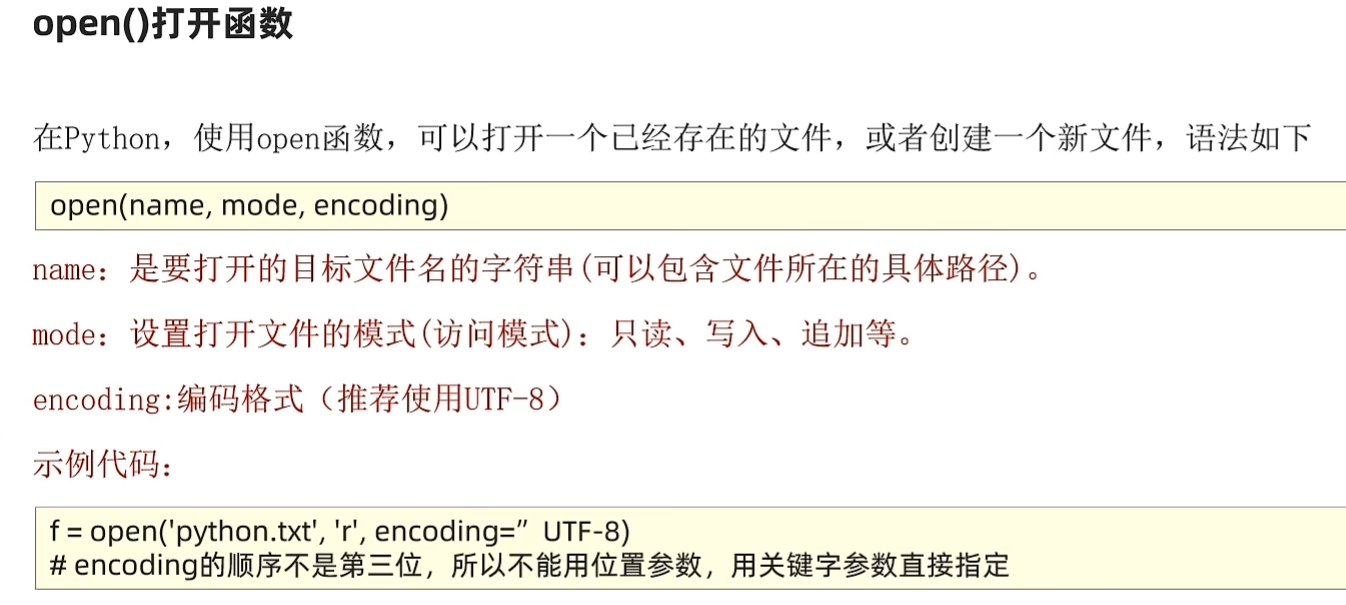 open()打开函数
在Python，使用open函数，可以打开一个已经存在的文件，或者创建一个新文件，语法如下
open(name, mode, encoding)
name：是要打开的目标文件名的字符串(可以包含文件所在的具体路径)。
mode：设置打开文件的模式(访问模式)：只读、写入、追加等。
encoding:编码格式（推荐使用UTF-8）
示例代码：
f = open('python.txt', 'r', encoding=” UTF-8)
# encoding的顺序不是第三位，所以不能用位置参数，用关键字参数直接指定